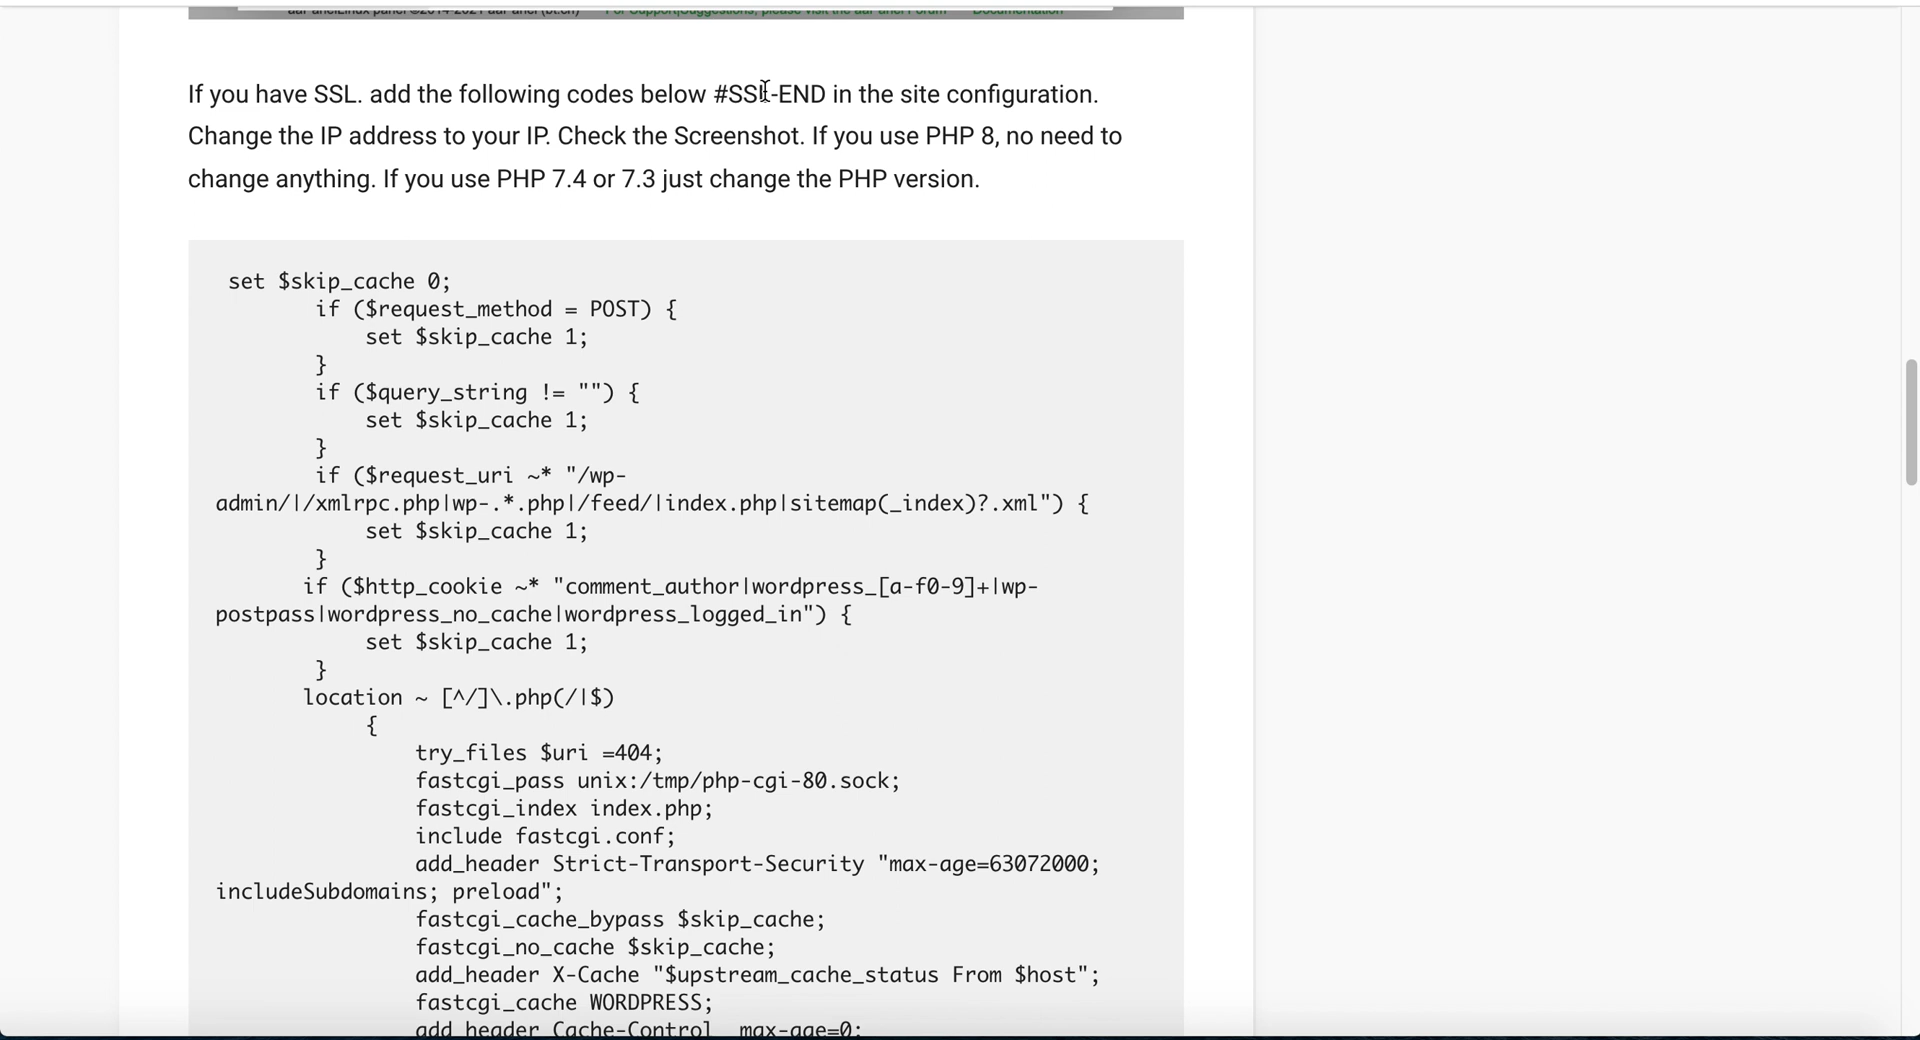 If you have SSL. add the following codes below #SSL-END in the site configuration.
Change the IP address to your IP. Check the Screenshot. If you use PHP 8, no need to
change anything. If you use PHP 7.4 or 7.3 just change the PHP version.
set $skip_cache 0;
if ($request_method = POST) {
set $skip_cache 1;
}
if ($query_string != "") {
set $skip_cache 1;
}
if ($request_uri ~* "/wp-
admin/|/xmlrpc.php|wp-.*.php|/feed/|index.php|sitemap(_index)?.xml") {
set $skip_cache 1;
}
if ($http_cookie ~* "comment_author|wordpress_[a-f0-9]+|wp-
postpass|wordpress_no_cache|wordpress_logged_in") {
set $skip_cache 1;
}
location ~ [^/]\.php(/|$)
{
try_files $uri =404;
fastcgi_pass unix:/tmp/php-cgi-80.sock;
fastcgi_index index.php;
include fastcgi.conf;
add_header Strict-Transport-Security "max-age=63072000;
includeSubdomains; preload";
fastcgi_cache_bypass $skip_cache;
fastcgi_no_cache $skip_cache;
add_header X-Cache "$upstream_cache_status From $host";
fastcgi_cache WORDPRESS;
add_header Cache-Control max-age=0;